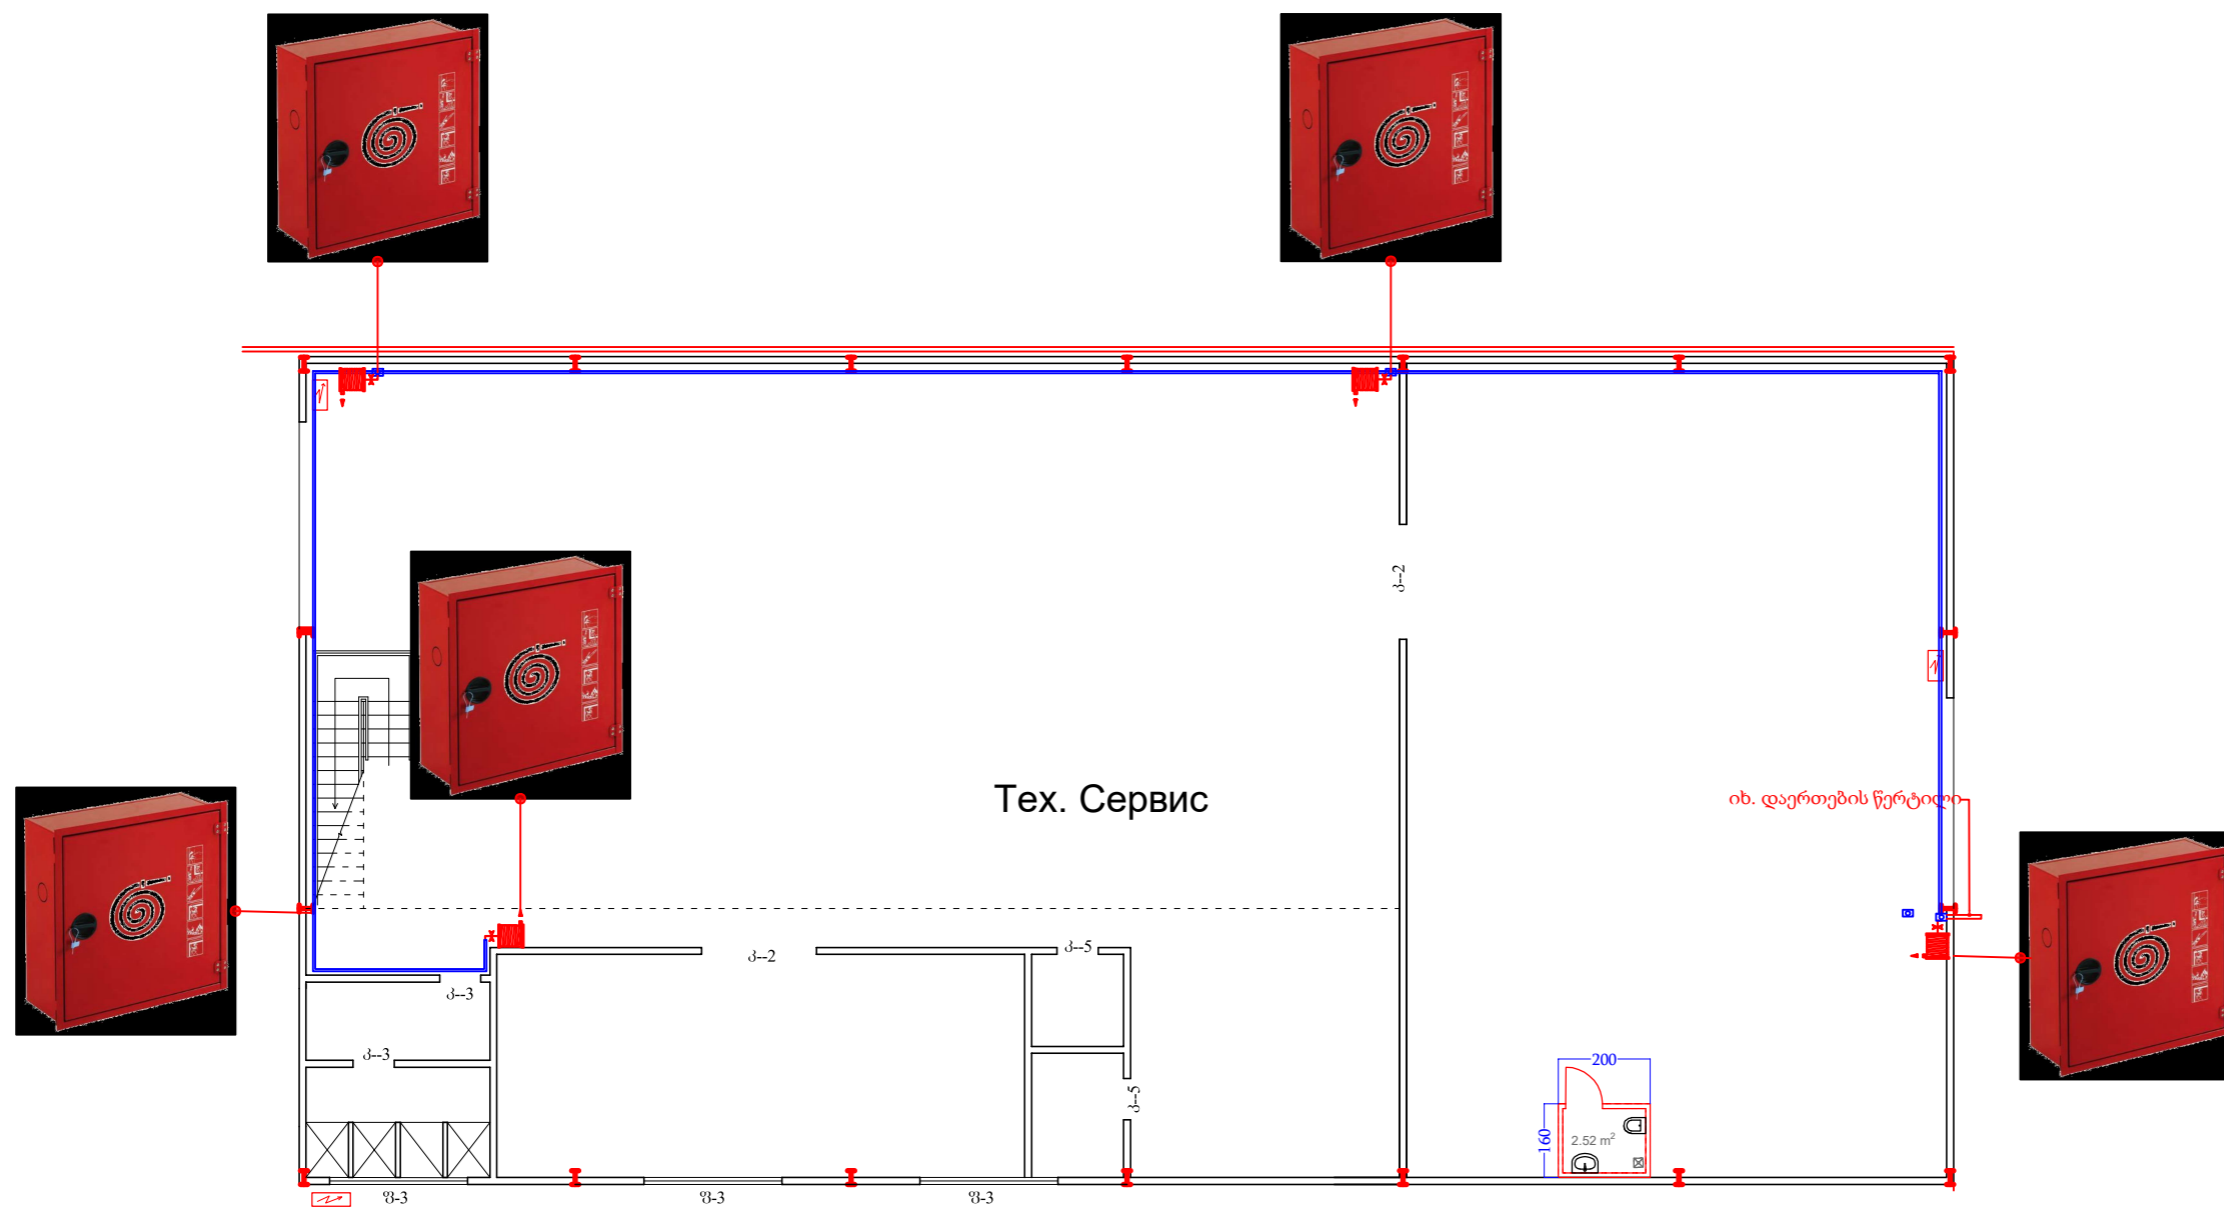 კ--2
Тех. Сервис
იხ. დაერთების წერტილი
კ--2
კ--5
კ--3
კ--3
კ--5
200
160
2.52 m²
ფ-3
ფ-3
ფ-3